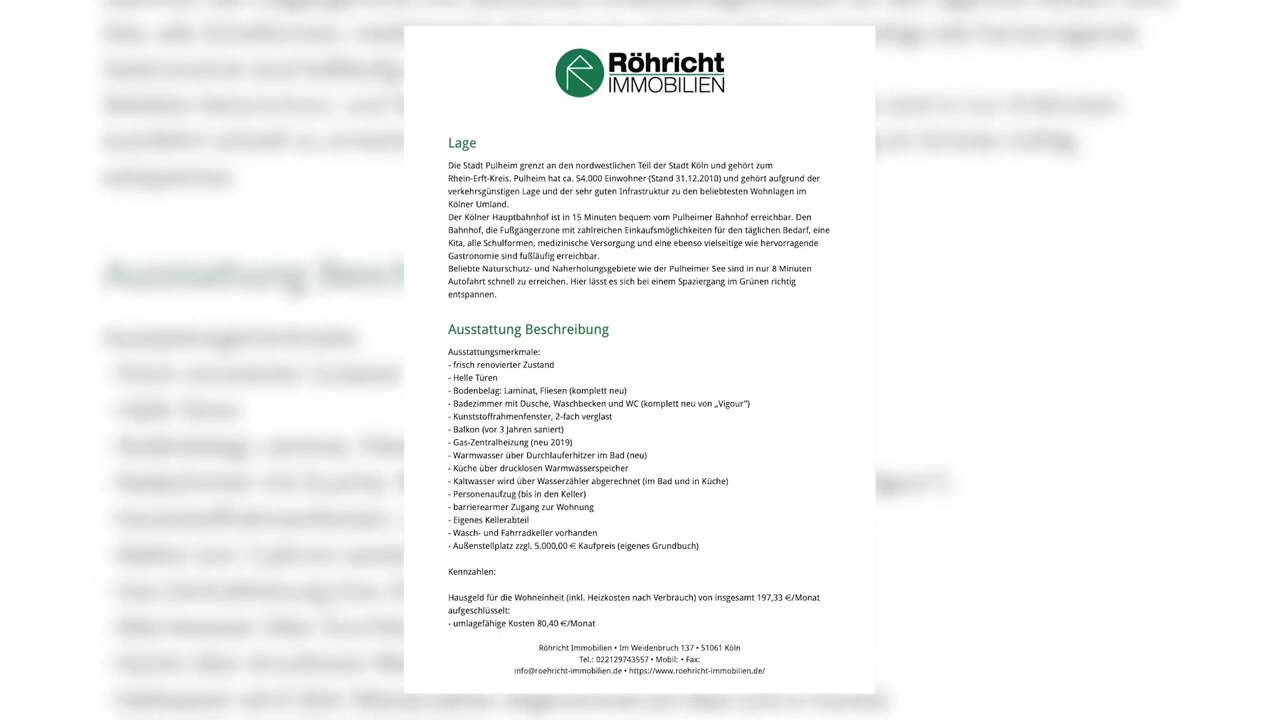 Röhricht
IMMOBILIEN
Lage
Die Stadt Pulheim grenzt an den nordwestlichen Teil der Stadt Köln und gehört zum
Rhein-Erft-Kreis. Pulheim hat ca. 54.000 Einwohner (Stand 31.12.2010) und gehört aufgrund der
verkehrsgünstigen Lage und der sehr guten Infrastruktur zu den beliebtesten Wohnlagen im
Kölner Umland.
Der Kölner Hauptbahnhof ist in 15 Minuten bequem vom Pulheimer Bahnhof erreichbar. Den
Bahnhof, die Fußgängerzone mit zahlreichen Einkaufsmöglichkeiten für den täglichen Bedarf, eine
Kita, alle Schulformen, medizinische Versorgung und eine ebenso vielseitige wie hervorragende
Gastronomie sind fußläufig erreichbar.
Beliebte Naturschutz- und Naherholungsgebiete wie der Pulheimer See sind in nur 8 Minuten
Autofahrt schnell zu erreichen. Hier lässt es sich bei einem Spaziergang im Grünen richtig
entspannen.
Ausstattung Beschreibung
Ausstattungsmerkmale:
- frisch renovierter Zustand
- Helle Türen
- Bodenbelag: Laminat, Fliesen (komplett neu)
- Badezimmer mit Dusche, Waschbecken und WC (komplett neu von „Vigour")
- Kunststoffrahmenfenster, 2-fach verglast
- Balkon (vor 3 Jahren saniert)
- Gas-Zentralheizung (neu 2019)
- Warmwasser über Durchlauferhitzer im Bad (neu)
- Küche über drucklosen Warmwasserspeicher
- Kaltwasser wird über Wasserzähler abgerechnet (im Bad und in Küche)
- Personenaufzug (bis in den Keller)
- barrierearmer Zugang zur Wohnung
- Eigenes Kellerabteil
- Wasch- und Fahrradkeller vorhanden
- Außenstellplatz zzgl. 5.000,00 € Kaufpreis (eigenes Grundbuch)
Kennzahlen:
Hausgeld für die Wohneinheit (inkl. Heizkosten nach Verbrauch) von insgesamt 197,33 €/Monat
aufgeschlüsselt:
- umlagefähige Kosten 80,40 €/Monat
Röhricht Immobilien • Im Weidenbruch 137 • 51061 Köln
Tel.: 022129743557 • Mobil: • Fax:
info@roehricht-immobilien.de • https://www.roehricht-immobilien.de/